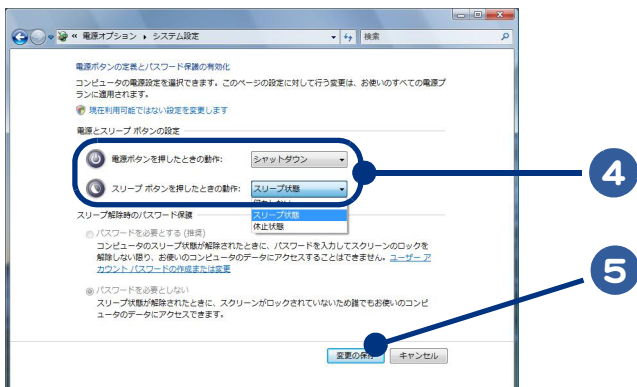 « 電源オプション ▸ システム設定
検索
電源ボタンの定義とパスワード保護の有効化
コンピュータの電源設定を選択できます。このページの設定に対して行う変更は、お使いのすべての電源プ
ランに適用されます。
現在利用可能ではない設定を変更します
電源とスリープ ボタンの設定
電源ボタンを押したときの動作: シャットダウン
4
スリープ ボタンを押したときの動作: スリープ状態
スリープ状態
休止状態
スリープ解除時のパスワード保護
パスワードを必要とする (推奨)
コンピュータのスリープ状態が解除されたときに、パスワードを入力してスクリーンのロックを
解除しない限り、お使いのコンピュータのデータにアクセスすることはできません。ユーザー ア
カウント パスワードの作成または変更
5
パスワードを必要としない
スリープ状態が解除されたときに、スクリーンがロックされていないため誰でもお使いのコンピ
ュータのデータにアクセスできます。
変更の保存 キャンセル